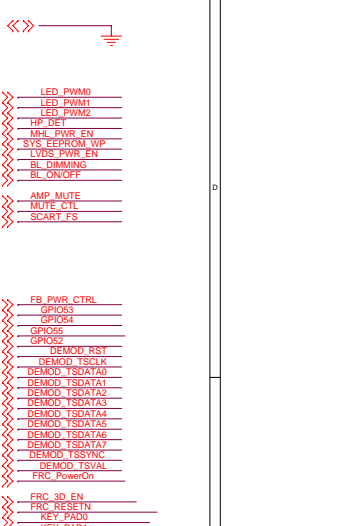 LED_PWM0
LED_PWM1
LED_PWM2
HP_DET
MHL_PWR_EN
SYS_EEPROM_WP
LVDS_PWR_EN
BL_DIMMING
BL_ON/OFF
D
AMP_MUTE
MUTE_CTL
SCART_FS
FB_PWR_CTRL
GPIO53
GPIO54
GPIO55
GPIO52
DEMOD_RST
DEMOD_TSCLK
DEMOD_TSDATA0
DEMOD_TSDATA1
DEMOD_TSDATA2
DEMOD_TSDATA3
DEMOD_TSDATA4
DEMOD_TSDATA5
DEMOD_TSDATA6
DEMOD_TSDATA7
DEMOD_TSSYNC
DEMOD_TSVAL
FRC_PowerOn
FRC_3D_EN
FRC_RESETN
KEY_PAD0